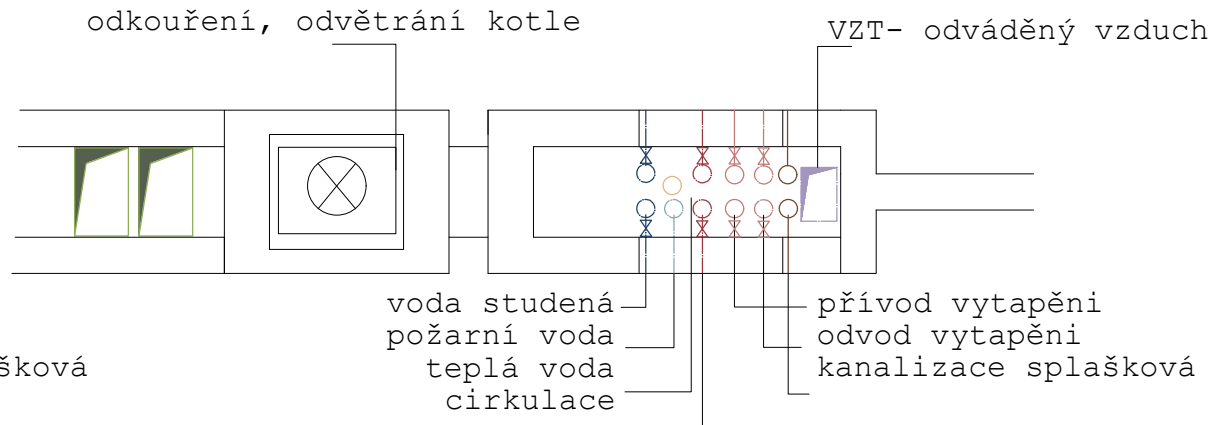 odkouření, odvětrání kotle
VZT- odváděný vzduch
voda studená
požární voda
teplá voda
cirkulace
přívod vytapěni
odvod vytapěni
kanalizace splašková
šková